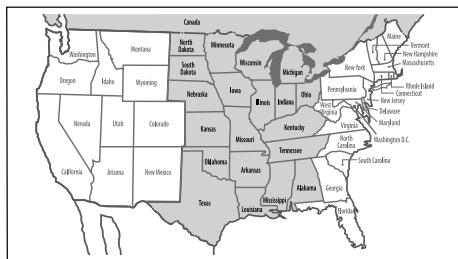 Canada
Washington
Montana
North
Dakota
Minnesota
Maine
Vermont
New Hampshire
Massachusetts
Oregon
Idaho
Wyoming
South
Dakota
Wisconsin
Michigan
New York
Rhode Island
Connecticut
New Jersey
Delaware
Maryland
Washington D.C.
Nebraska
Iowa
Illinois
Indiana
Ohio
Pennsylvania
West
Virginia
Virginia
Nevada
Utah
Colorado
Kansas
Missouri
Kentucky
North
Carolina
South Carolina
Tennessee
California
Arizona
New Mexico
Oklahoma
Arkansas
Texas
Louisiana
Mississippi
Alabama
Georgia
Florida